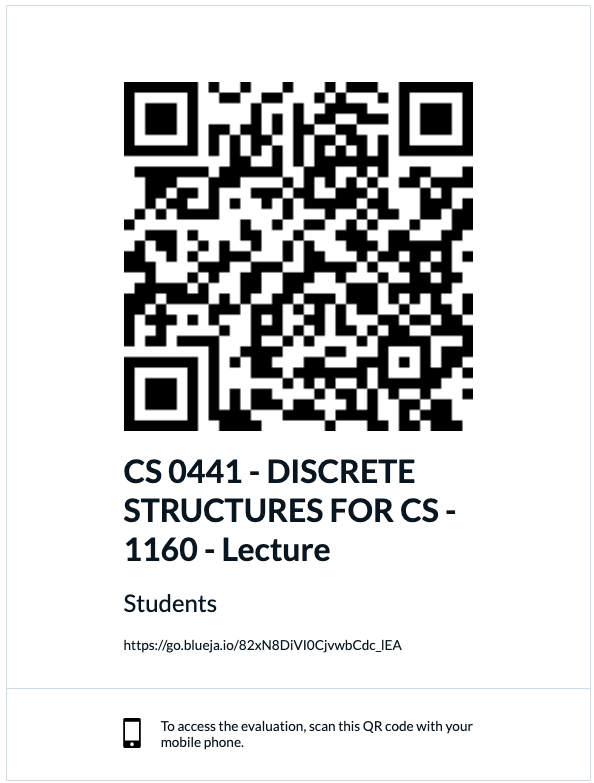 CS 0441 - DISCRETE
STRUCTURES FOR CS -
1160 - Lecture
Students
https://go.blueja.io/82xN8DiVI0CjvwbCdc_lEA
To access the evaluation, scan this QR code with your
mobile phone.